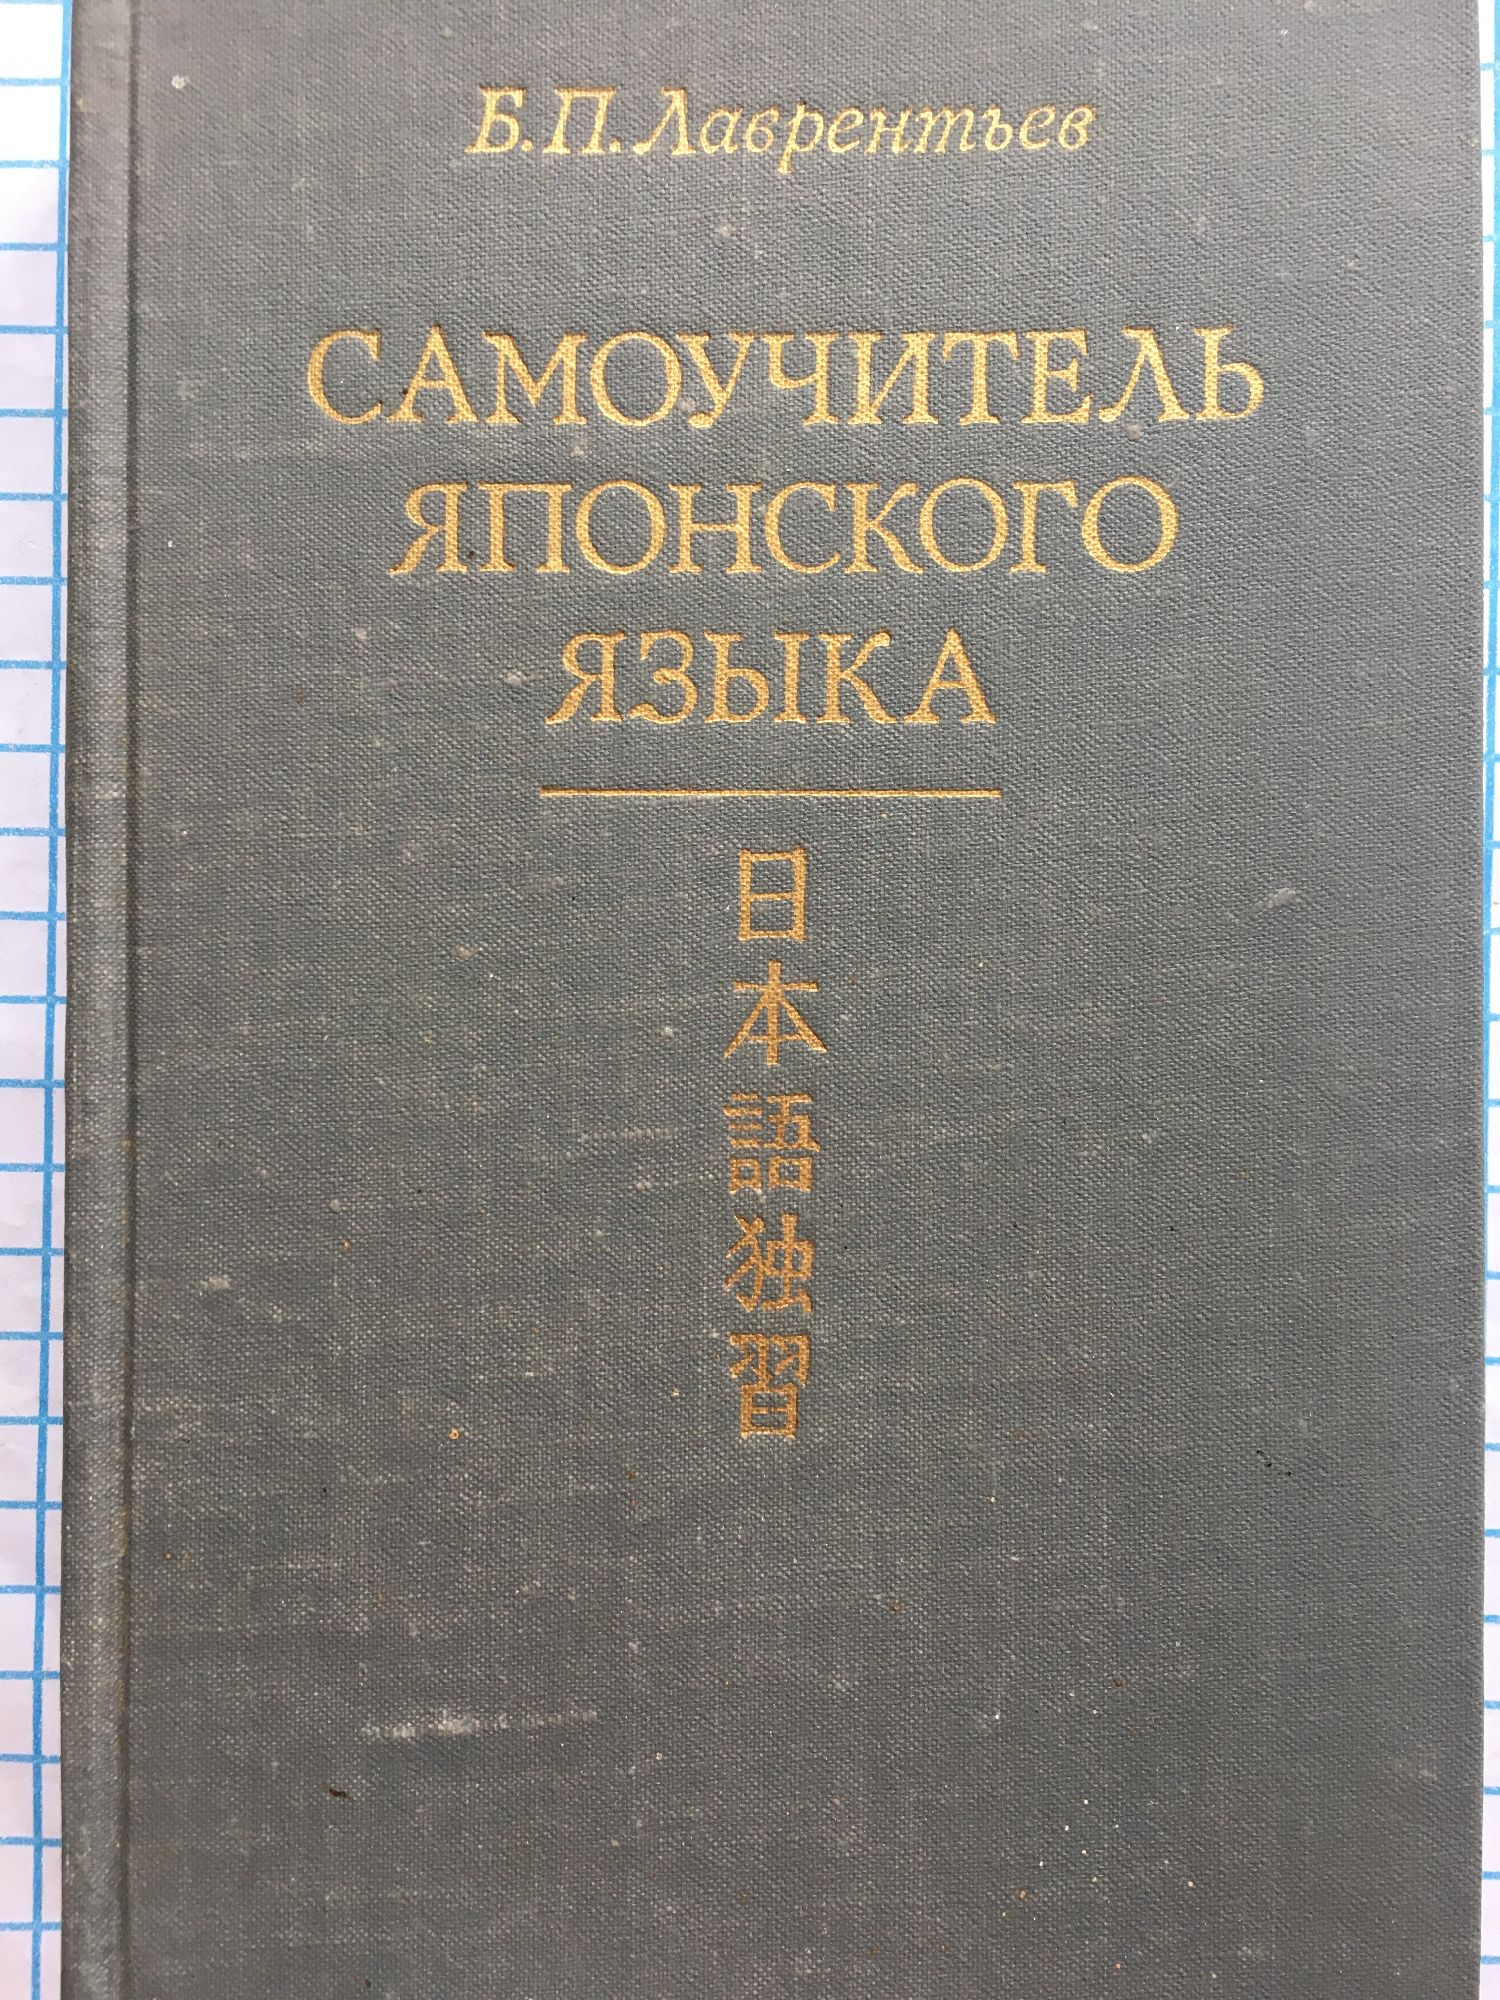 Б.П.Лаврентьев
САМОУЧИТЕЛЬ
ЯПОНСКОГО
ЯЗЫКА
日本語独習